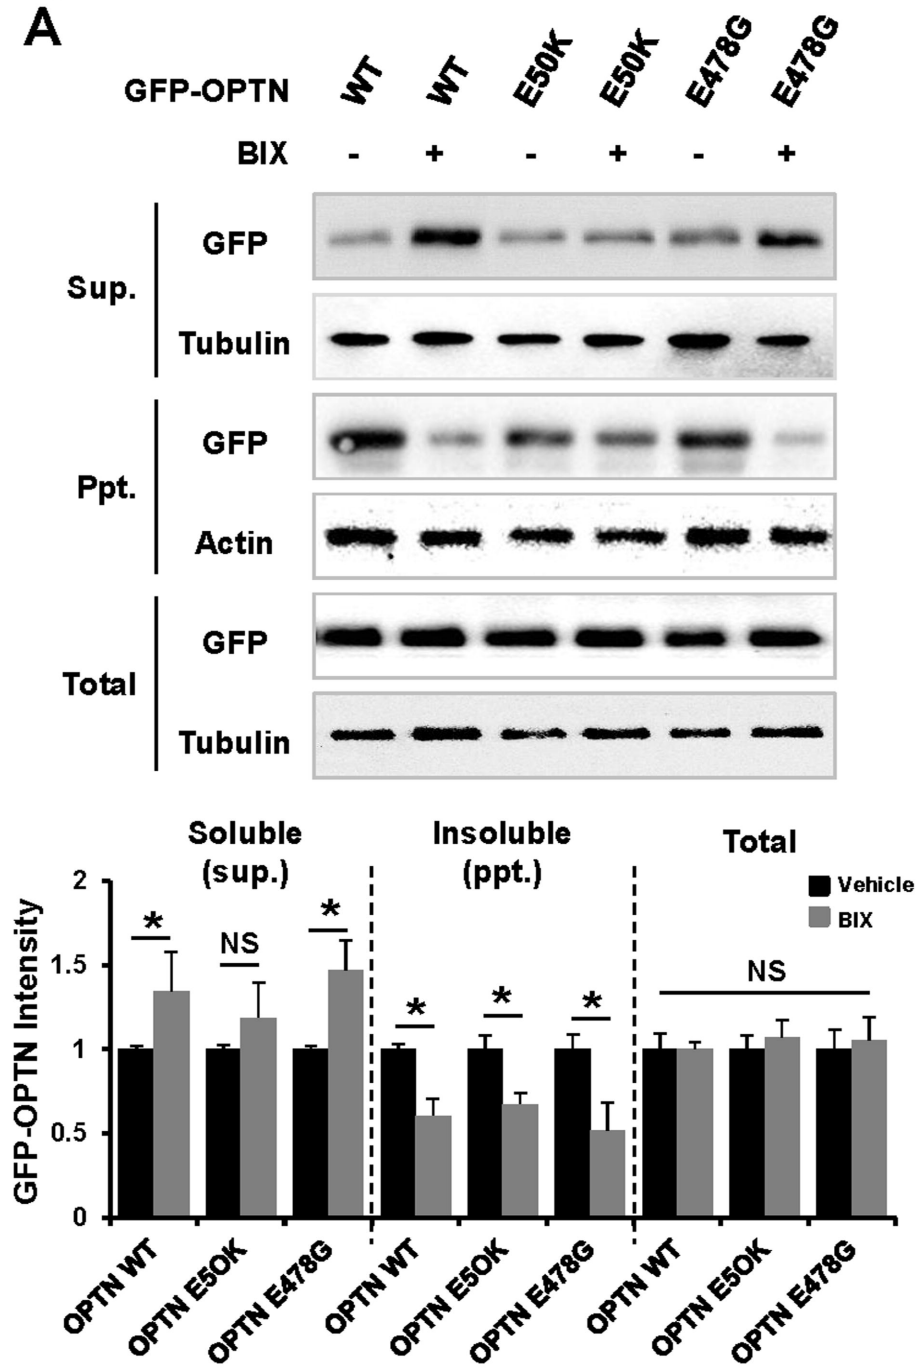 A
GFP-OPTN WT WT E50K E50K E478G E478G
BIX - + - + - +
Sup.
GFP
Tubulin
Ppt.
GFP
Actin
Total
GFP
Tubulin
Soluble (sup.)
Insoluble (ppt.)
Total
GFP-OPTN Intensity
2
1.5
1
0.5
0
* NS *
* * *
NS
Vehicle
BIX
OPTN WT
OPTN E5OK
OPTN E478G
OPTN WT
OPTN E5OK
OPTN E478G
OPTN WT
OPTN E5OK
OPTN E478G